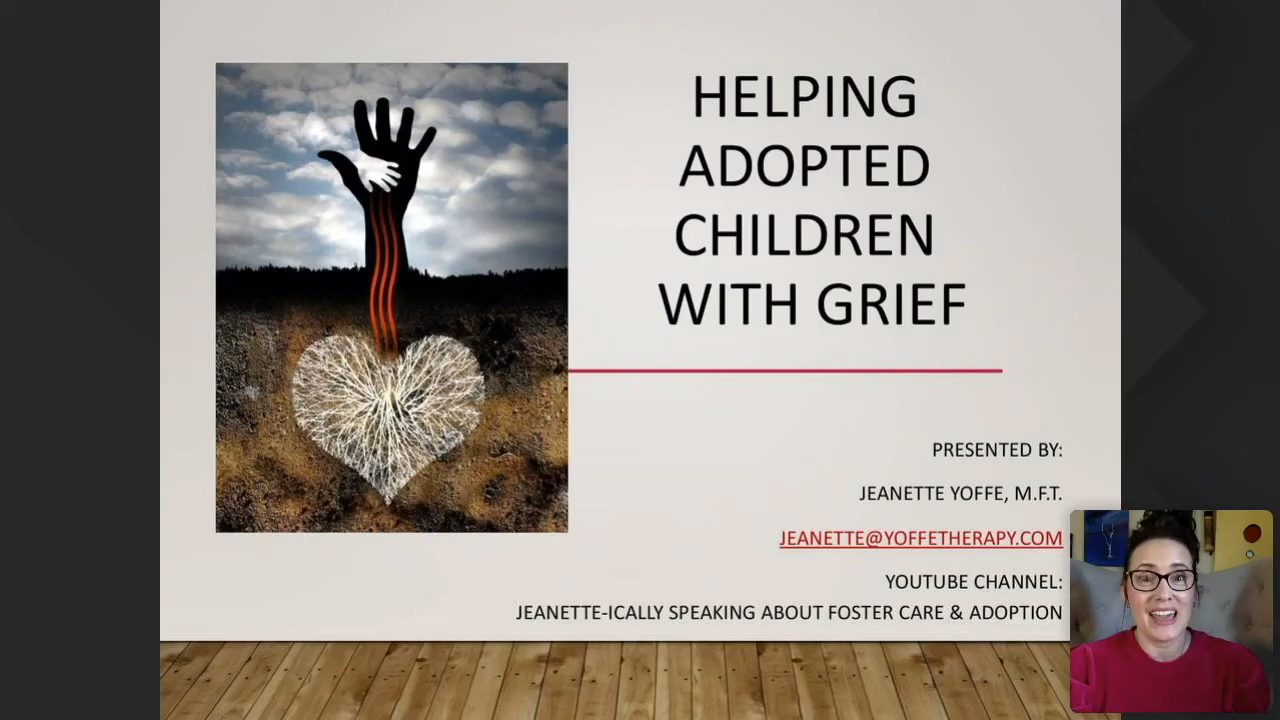 HELPING
ADOPTED
CHILDREN
WITH GRIEF
PRESENTED BY:
JEANETTE YOFFE, M.F.T.
JEANETTE@YOFFETHERAPY.COM
YOUTUBE CHANNEL:
JEANETTE-ICALLY SPEAKING ABOUT FOSTER CARE & ADOPTION